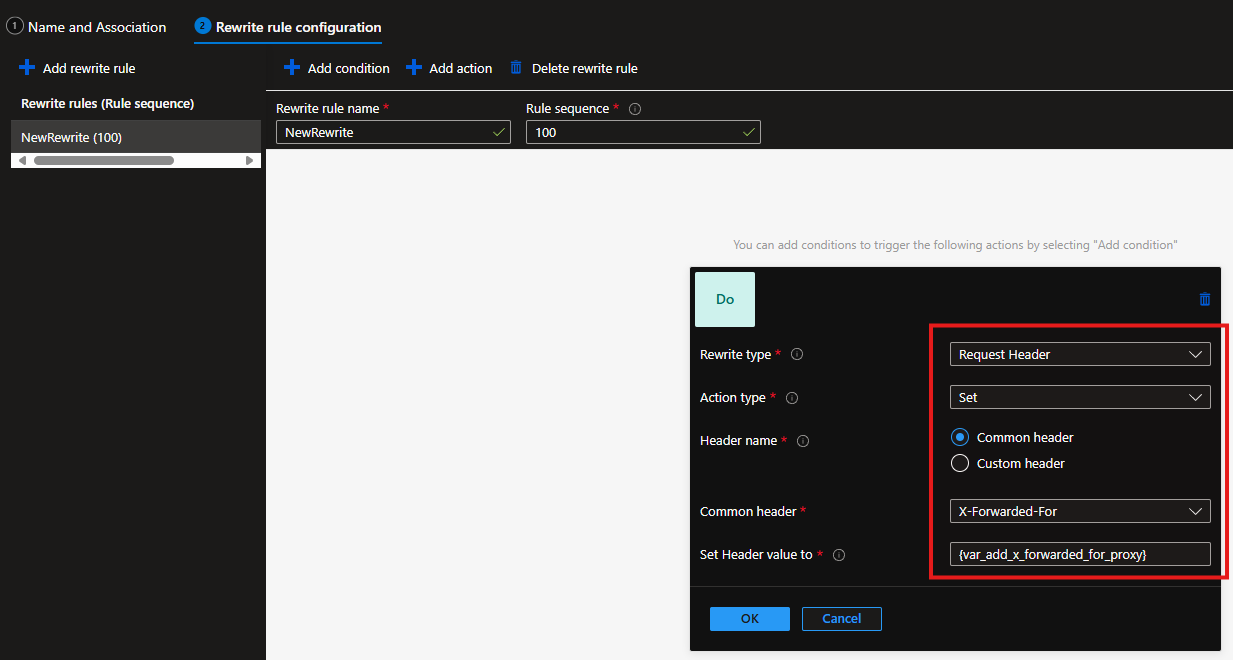 1 Name and Association
2 Rewrite rule configuration
Add rewrite rule
Add condition
Add action
Delete rewrite rule
Rewrite rules (Rule sequence)
NewRewrite (100)
Rewrite rule name *
Rule sequence *
NewRewrite
100
You can add conditions to trigger the following actions by selecting "Add condition"
Do
Rewrite type *
Request Header
Action type *
Set
Header name *
Common header
Custom header
Common header *
X-Forwarded-For
Set Header value to *
{var_add_x_forwarded_for_proxy}
OK
Cancel